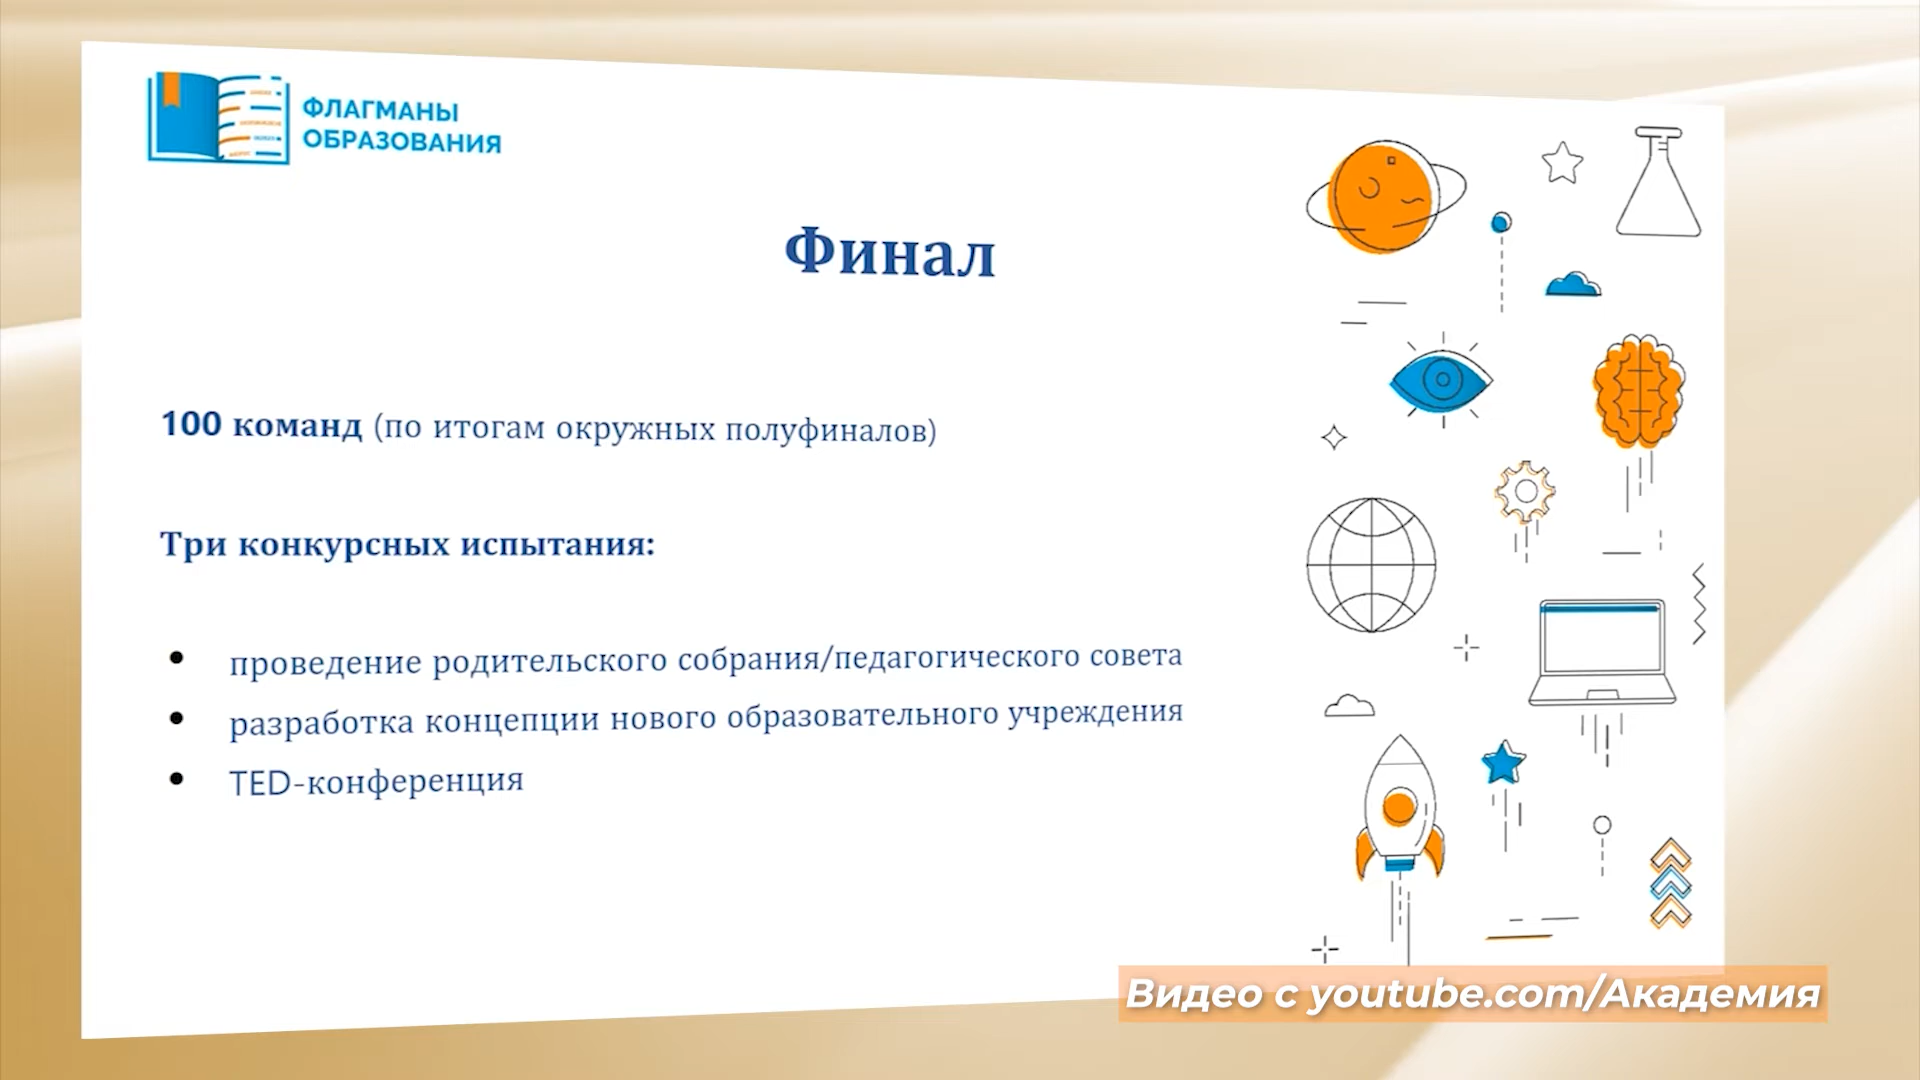 ФЛАГМАНЫ
ОБРАЗОВАНИЯ
Финал
100 команд (по итогам окружных полуфиналов)
Три конкурсных испытания:
• проведение родительского собрания/педагогического совета
• разработка концепции нового образовательного учреждения
• TED-конференция
Видео с youtube.com/Академия